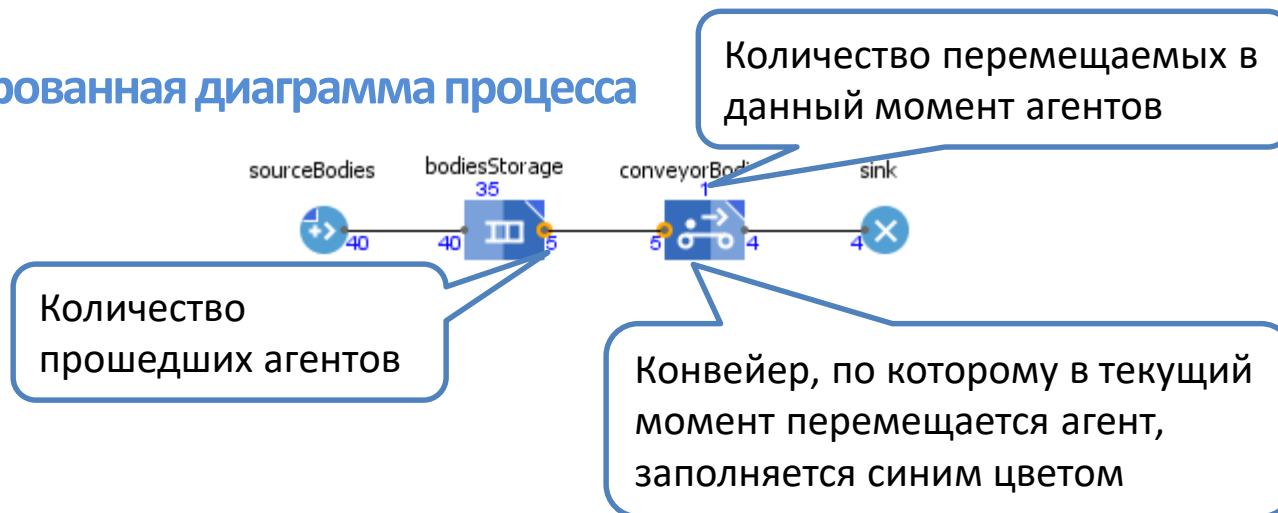 Количество перемещаемых в
данный момент агентов
рованная диаграмма процесса
sourceBodies
bodiesStorage
sink
35
1
40
40
5
5
4
4
Количество
прошедших агентов
Конвейер, по которому в текущий
момент перемещается агент,
заполняется синим цветом